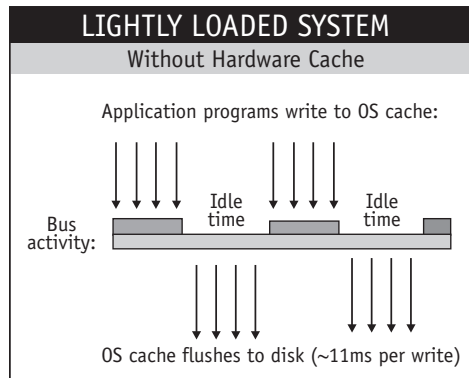 LIGHTLY LOADED SYSTEM
Without Hardware Cache
Application programs write to OS cache:
Idle
time
Idle
time
Bus
activity:
OS cache flushes to disk (~11ms per write)